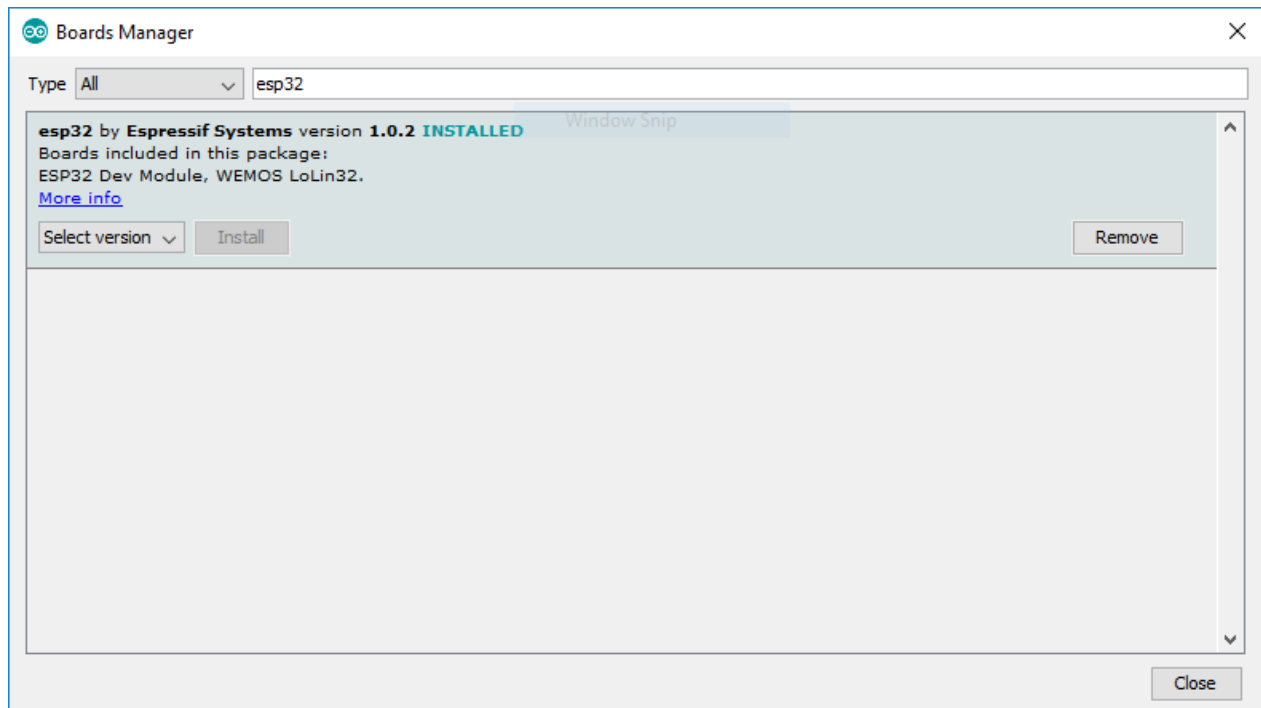 Boards Manager
Type All esp32
Window Snip
esp32 by Espressif Systems version 1.0.2 INSTALLED
Boards included in this package:
ESP32 Dev Module, WEMOS LoLin32.
More info
Select version Install Remove
Close